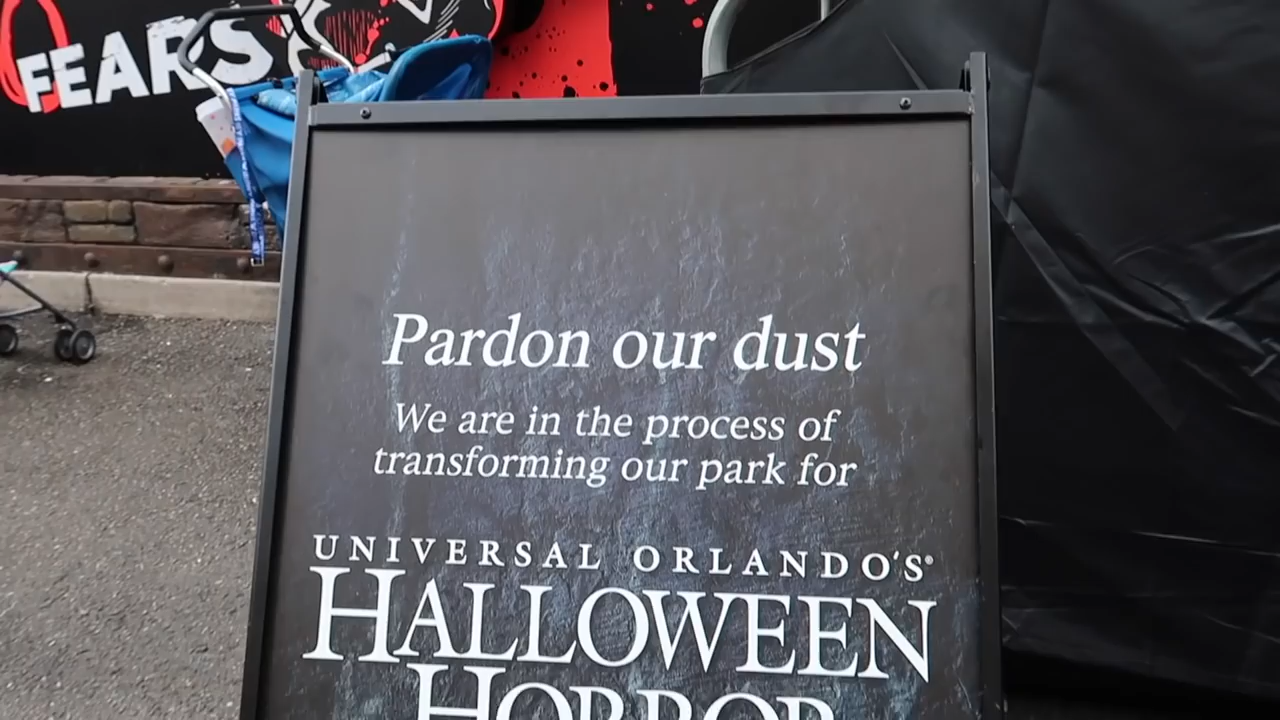 FEARS
Pardon our dust
We are in the process of
transforming our park for
UNIVERSAL ORLANDO'S®
HALLOWEEN
HORROR